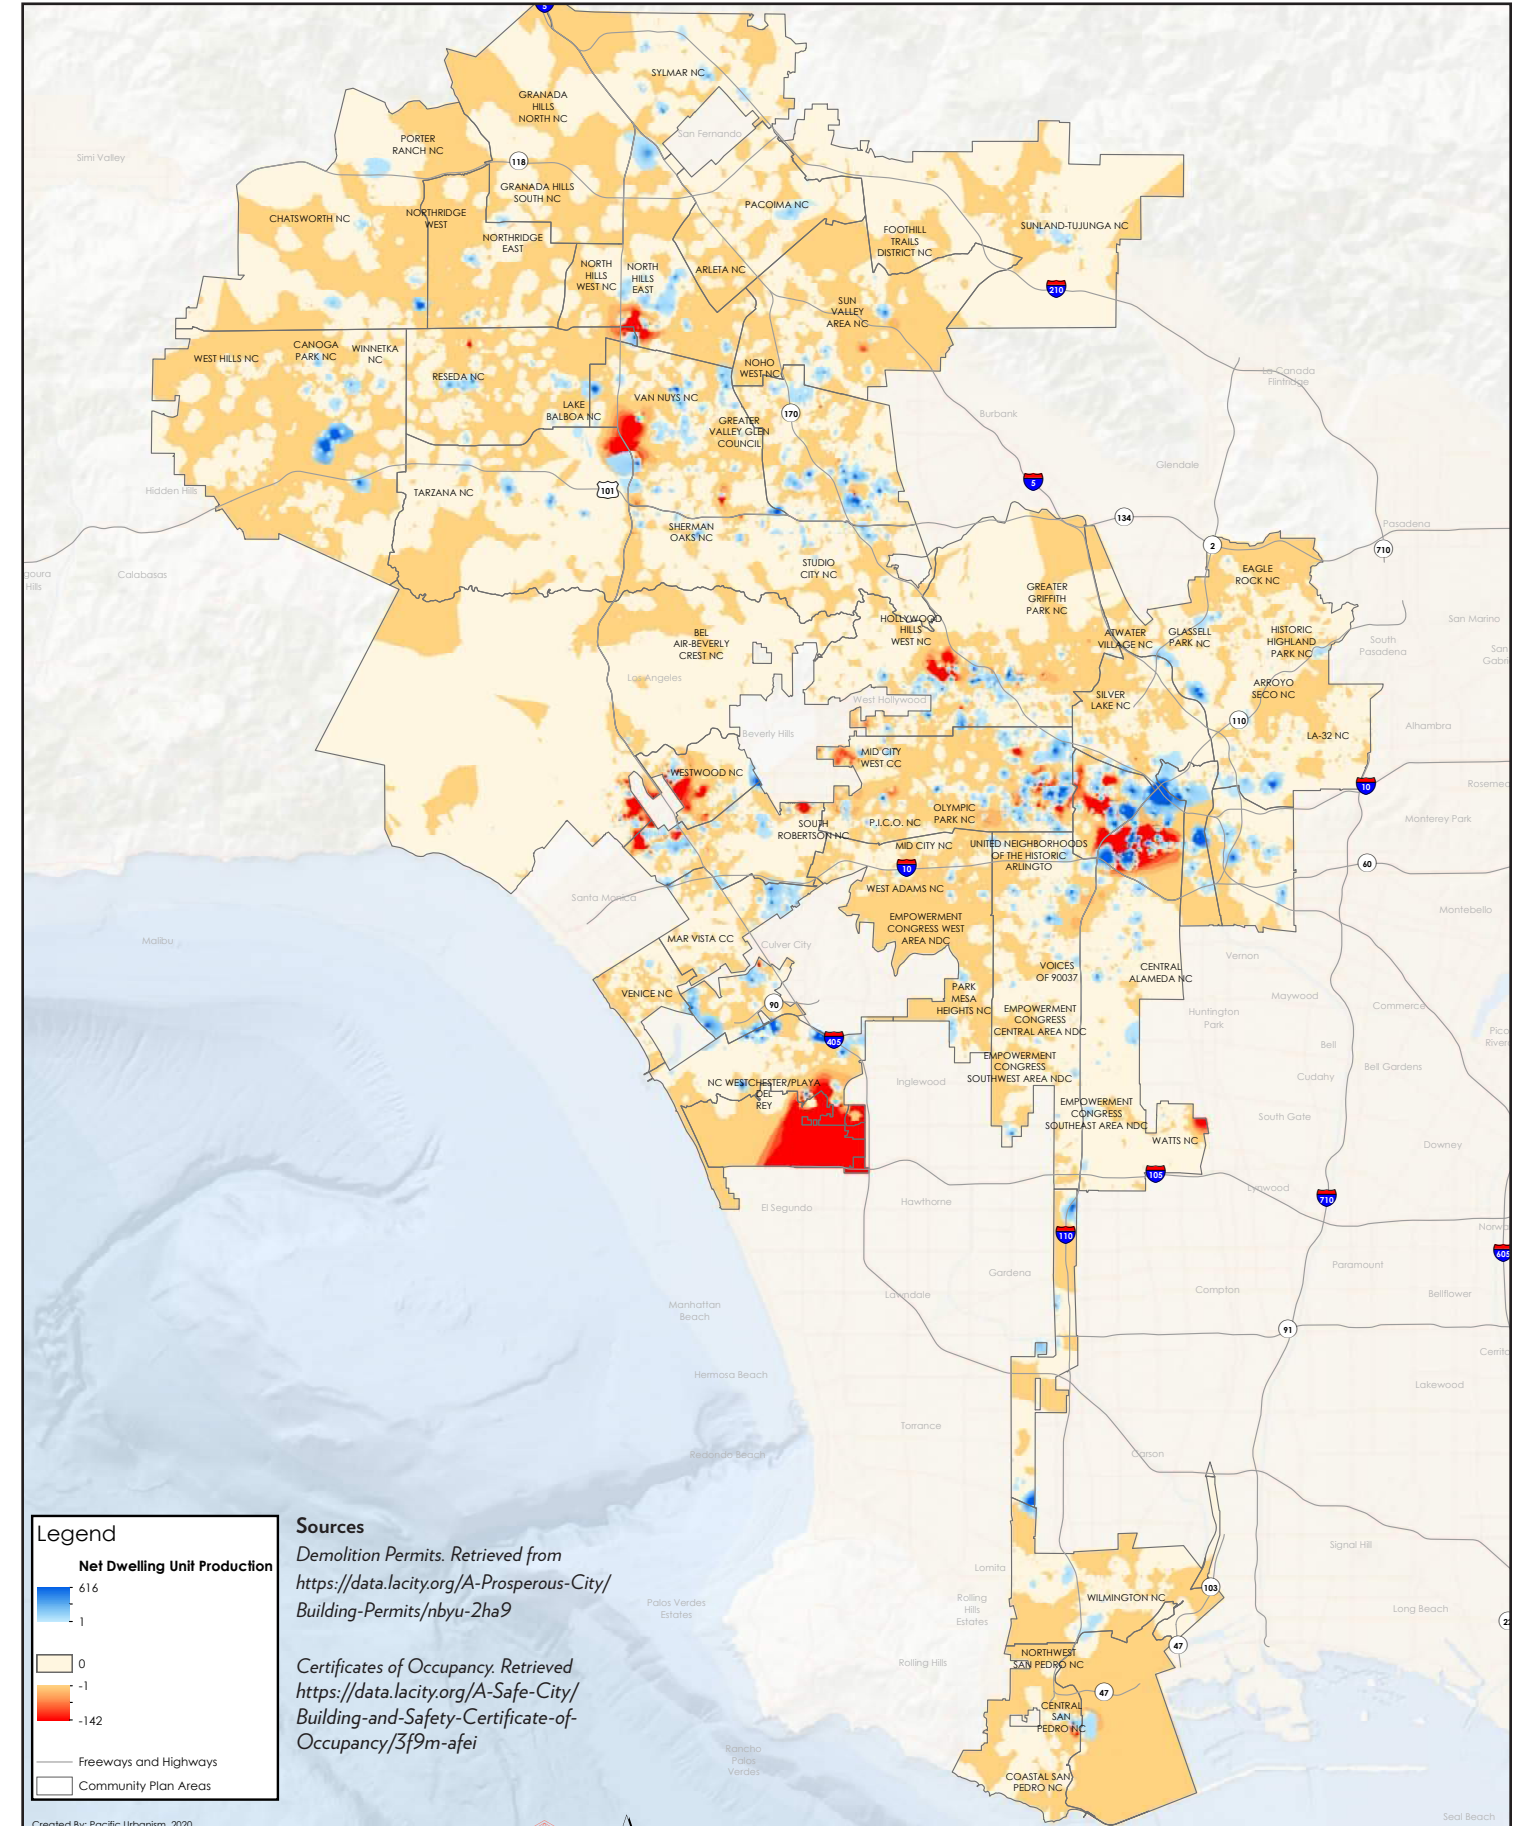 5
SYLMAR NC
GRANADA
HILLS
NORTH NC
San Fernando
PORTER
RANCH NC
Simi Valley
118
GRANADA HILLS
SOUTH NC
PACOIMA NC
CHATSWORTH NC
NORTHRIDGE
WEST
NORTHRIDGE
EAST
FOOTHILL
TRAILS
DISTRICT NC
SUNLAND-TUJUNGA NC
NORTH
HILLS
WEST NC
NORTH
HILLS
EAST
ARLETA NC
210
SUN
VALLEY
AREA NC
WEST HILLS NC
CANOGA
PARK NC
WINNETKA
NC
RESEDA NC
NOHO
WEST NC
La Canada
Flintridge
LAKE
BALBOA NC
VAN NUYS NC
170
Burbank
GREATER
VALLEY GLEN
COUNCIL
Glendale
5
Hidden Hills
TARZANA NC
101
134
Pasadena
SHERMAN
OAKS NC
2
710
STUDIO
CITY NC
EAGLE
ROCK NC
goura
Hills
Calabasas
GREATER
GRIFFITH
PARK NC
HOLLYWOOD
HILLS
WEST NC
San Marino
BEL
AIR-BEVERLY
CREST NC
ATWATER
VILLAGE NC
GLASSELL
PARK NC
HISTORIC
HIGHLAND
PARK NC
South
Pasadena
San
Gabri
Los Angeles
ARROYO
SECO NC
West Hollywood
SILVER
LAKE NC
110
Alhambra
Beverly Hills
LA-32 NC
MID CITY
WEST CC
WESTWOOD NC
10
Rosemea
OLYMPIC
PARK NC
P.I.C.O. NC
SOUTH
ROBERTSON NC
Monterey Park
MID CITY NC
UNITED NEIGHBORHOODS
OF THE HISTORIC
ARLINGTO
10
60
WEST ADAMS NC
Santa Monica
Montebello
EMPOWERMENT
CONGRESS WEST
AREA NDC
MAR VISTA CC
Malibu
Culver City
Vernon
VOICES
OF 90037
CENTRAL
ALAMEDA NC
VENICE NC
90
PARK
MESA
HEIGHTS NC
Maywood
Commerce
Huntington
Park
EMPOWERMENT
CONGRESS
CENTRAL AREA NDC
Pico
River
405
Bell
EMPOWERMENT
CONGRESS
SOUTHWEST AREA NDC
Bell Gardens
Cudahy
NC WESTCHESTER/PLAYA
DEL
REY
Inglewood
EMPOWERMENT
CONGRESS
SOUTHEAST AREA NDC
South Gate
WATTS NC
Downey
105
Lynwood
710
Hawthorne
El Segundo
Norwa
110
605
Paramount
Gardena
Compton
Bellflower
Lawndale
Manhattan
Beach
91
Cerrito
Hermosa Beach
Lakewood
Torrance
Redondo Beach
Carson
Legend
Net Dwelling Unit Production
616
1
0
-1
-142
Freeways and Highways
Community Plan Areas
Sources
Demolition Permits. Retrieved from
https://data.lacity.org/A-Prosperous-City/
Building-Permits/nbyu-2ha9
Certificates of Occupancy. Retrieved
https://data.lacity.org/A-Safe-City/
Building-and-Safety-Certificate-of-
Occupancy/3f9m-afei
Signal Hill
Lomita
103
Rolling
Hills
Estates
WILMINGTON NC
Palos Verdes
Estates
Long Beach
22
47
NORTHWEST
SAN PEDRO NC
Rolling Hills
47
CENTRAL
SAN
PEDRO NC
Rancho
Palos
Verdes
COASTAL SAN
PEDRO NC
Seal Beach
Created By: Pacific Urbanism, 2020